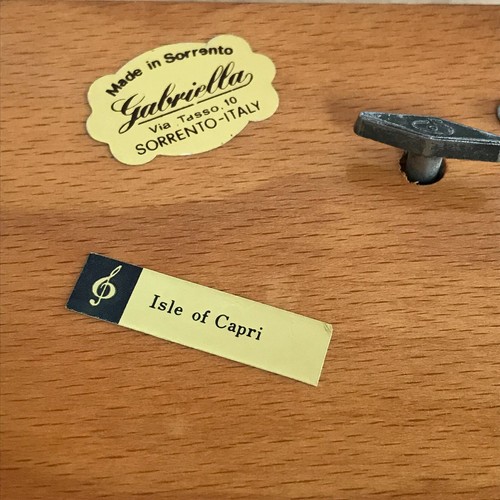 Made in Sorrento
Gabriella
Via Tasso, 10
SORRENTO-ITALY
Isle of Capri